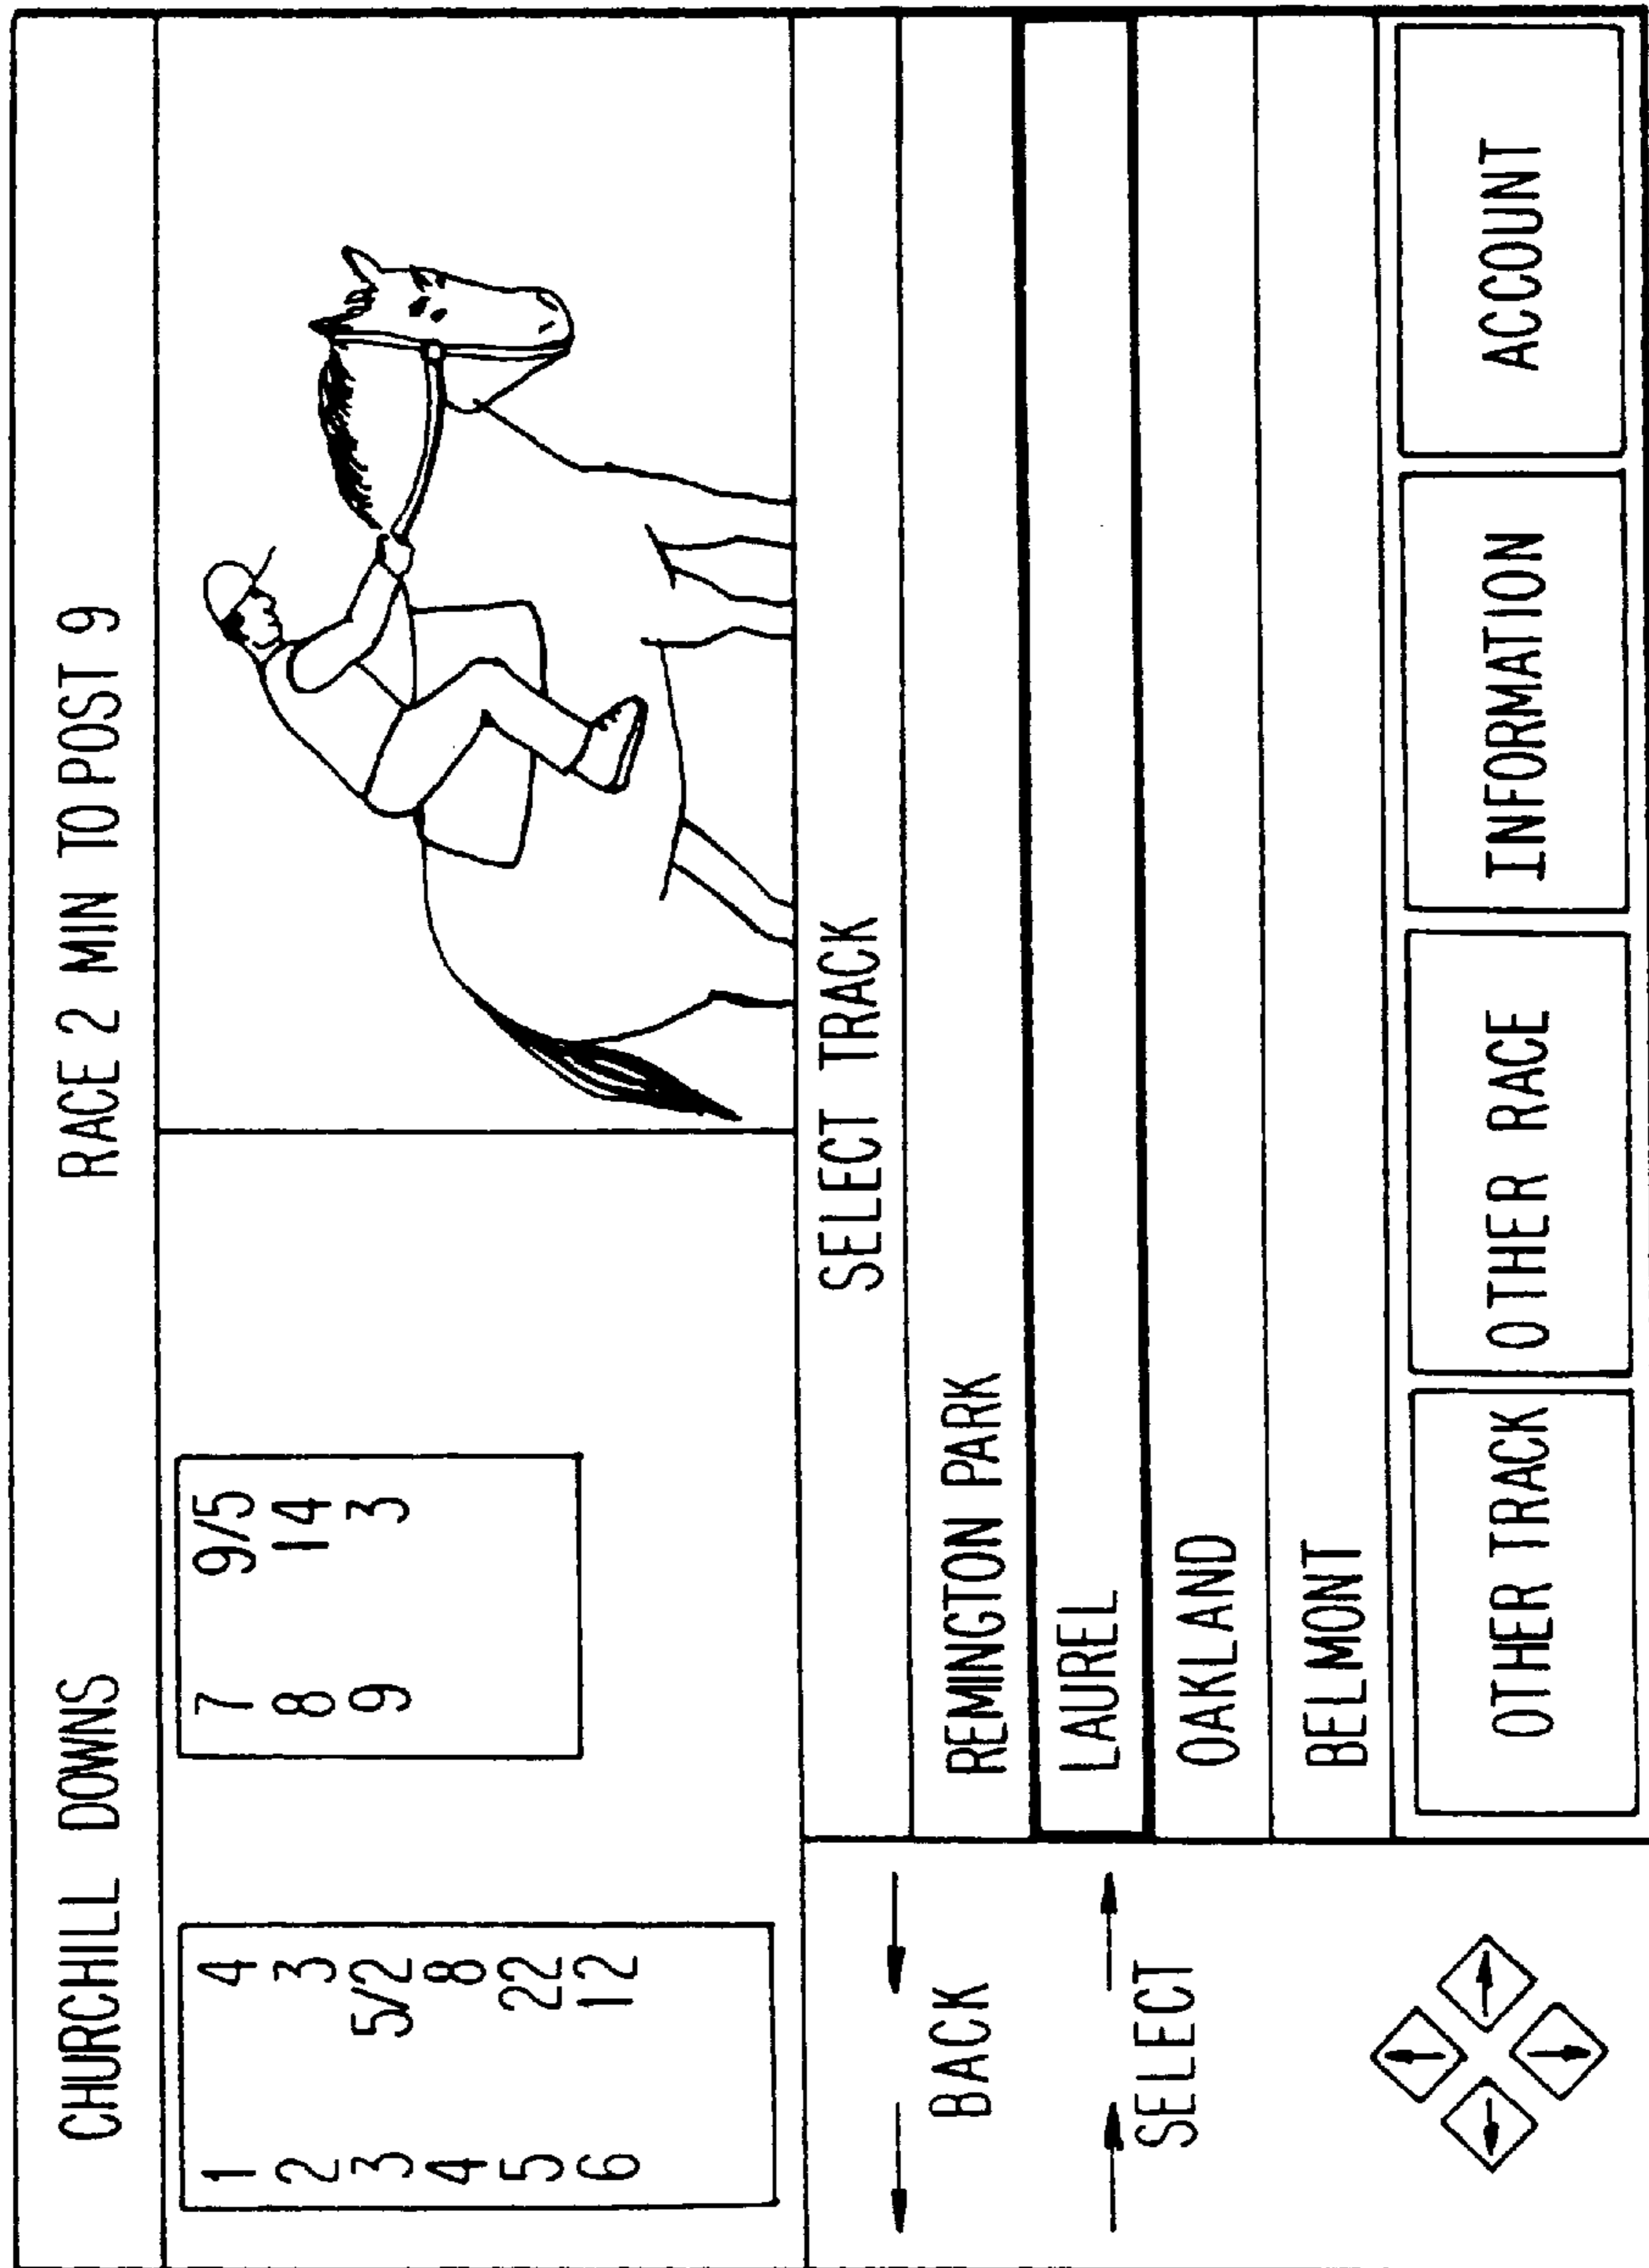 CHURCHILL DOWNS RACE 2 MIN TO POST 9
1 4
2 3
3 5/2
4 8
5 22
6 12
7 9/5
8 14
9 3
SELECT TRACK
BACK
SELECT
REMINGTON PARK
LAUREL
OAKLAND
BELMONT
OTHER TRACK
OTHER RACE
INFORMATION
ACCOUNT